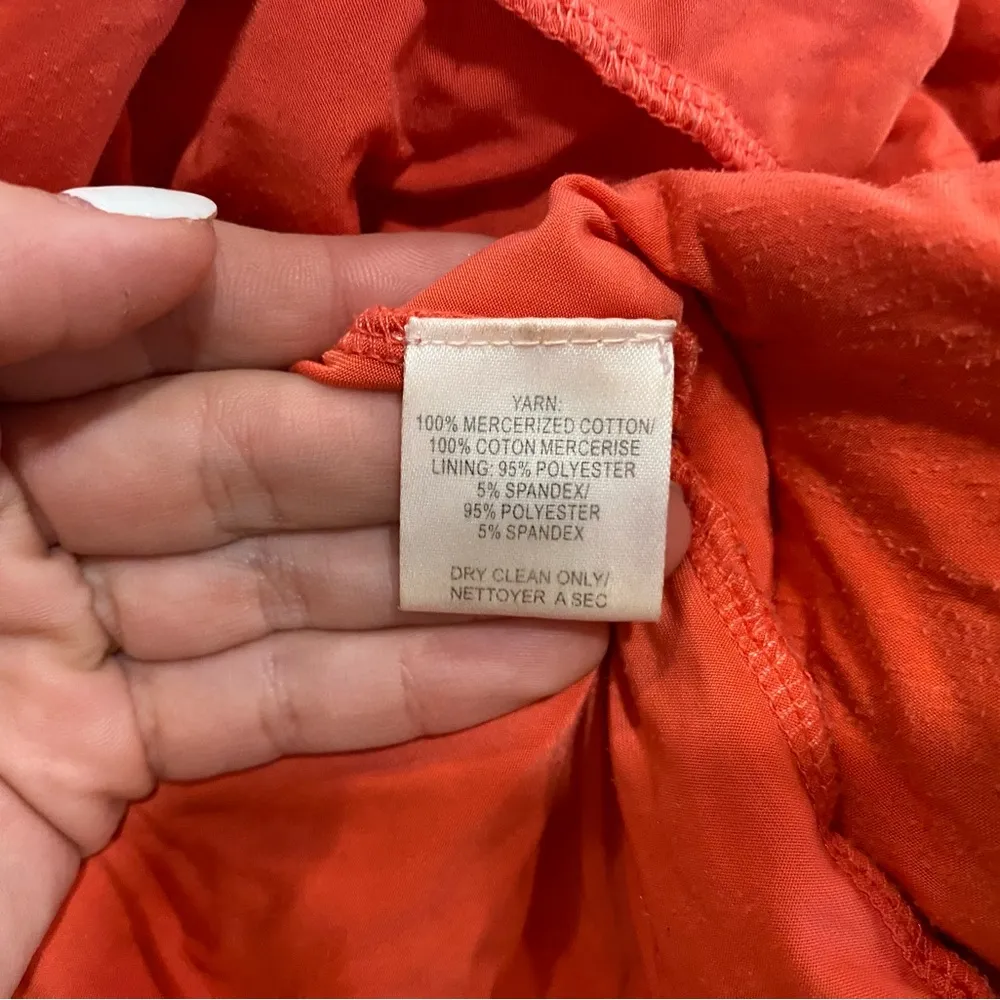 YARN:
100% MERCERIZED COTTON/
100% COTON MERCERISE
LINING: 95% POLYESTER
5% SPANDEX/
95% POLYESTER
5% SPANDEX
DRY CLEAN ONLY/
NETTOYER A SEC